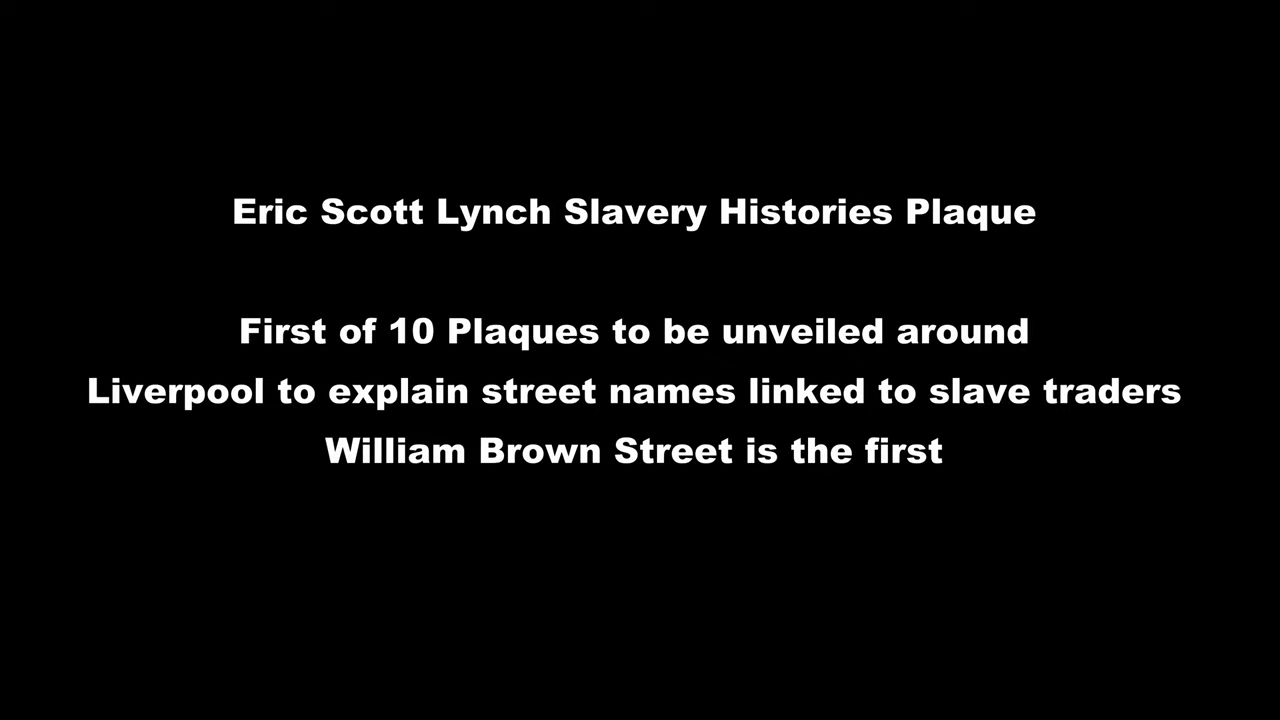 Eric Scott Lynch Slavery Histories Plaque
First of 10 Plaques to be unveiled around
Liverpool to explain street names linked to slave traders
William Brown Street is the first